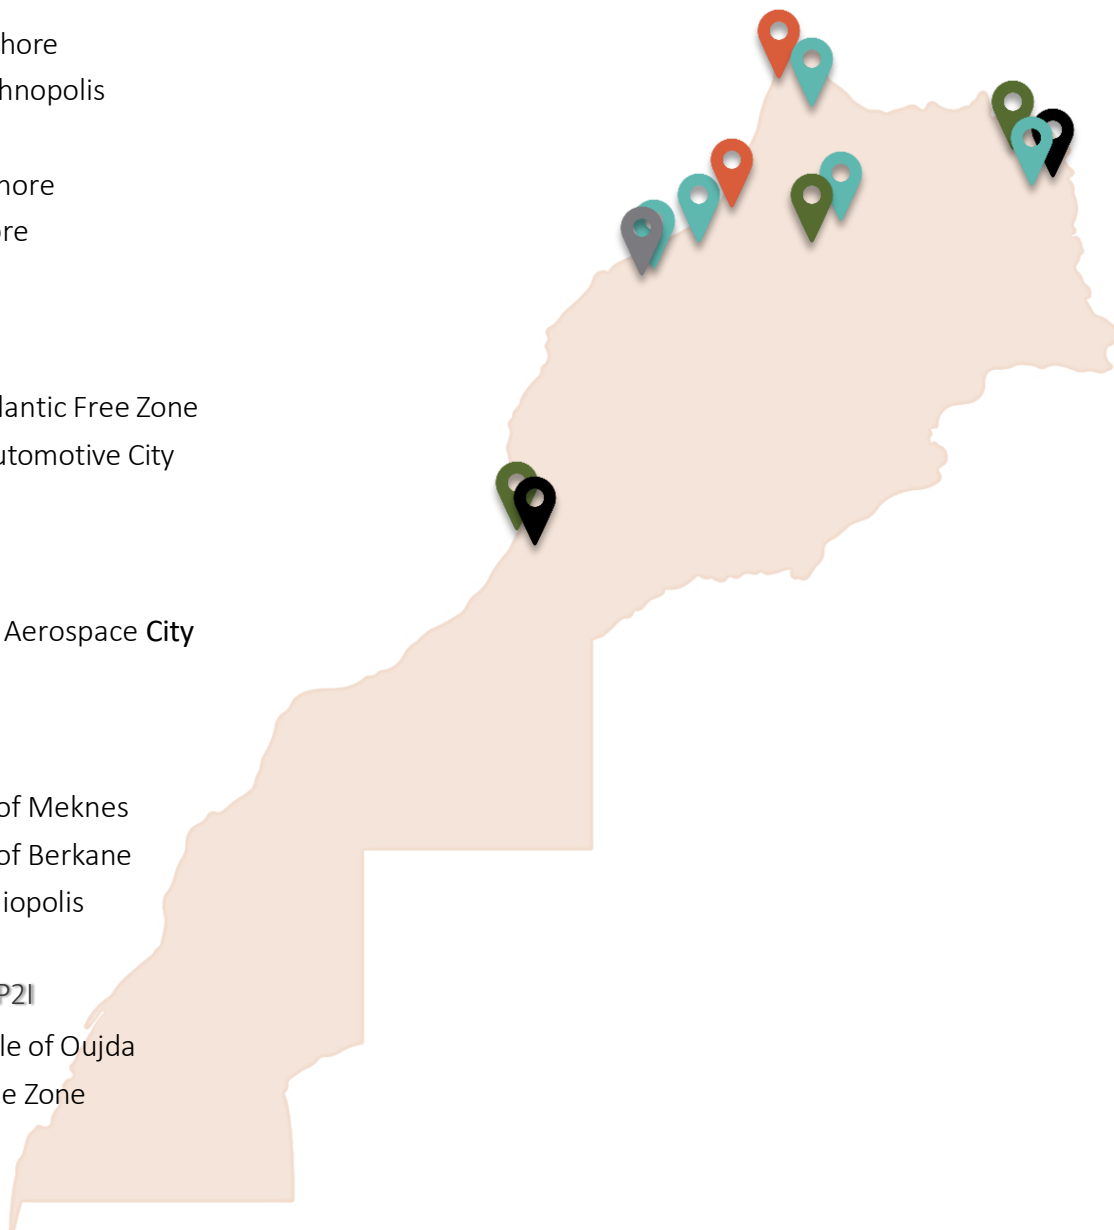 hore
hnopolis
hore
ore
lantic Free Zone
utomotive City
Aerospace City
of Meknes
of Berkane
iopolis
P2I
le of Oujda
e Zone